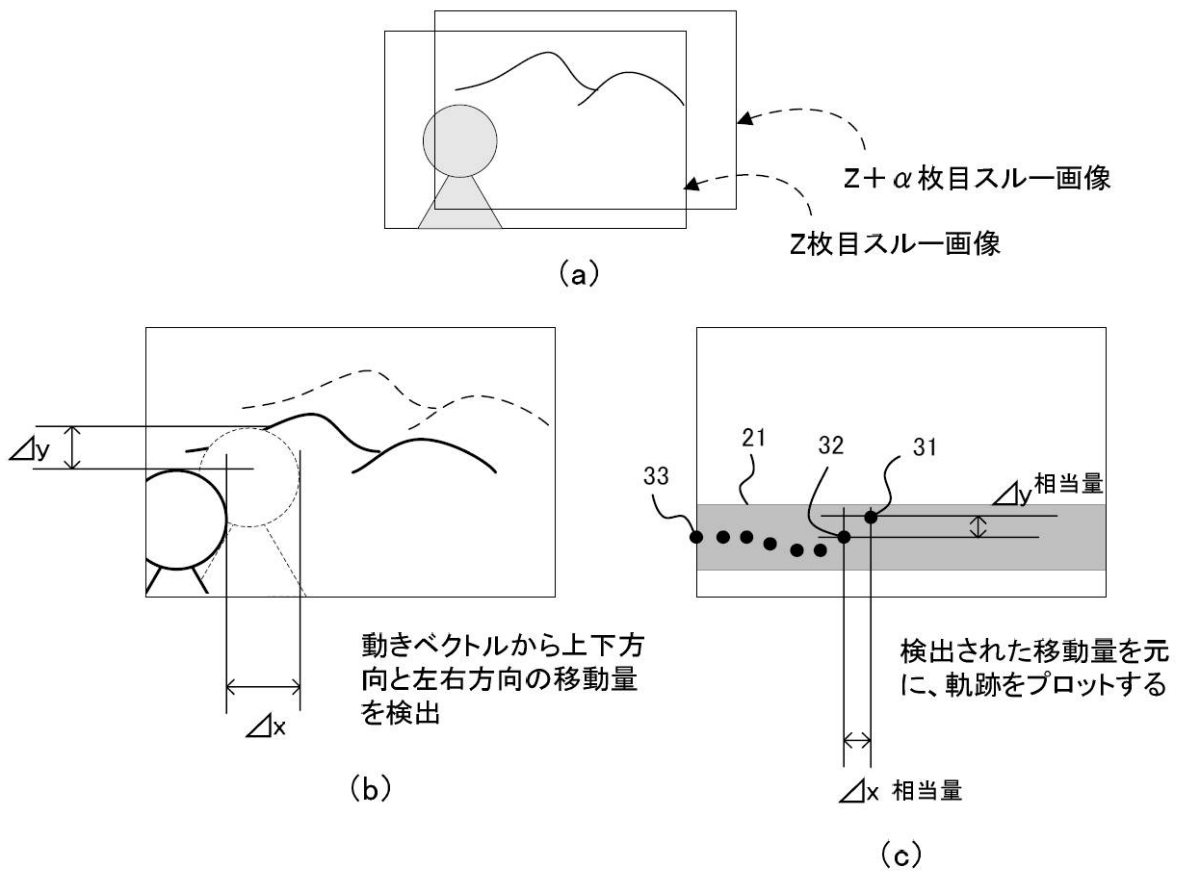 Z+α枚目スルー画像
Z枚目スルー画像
(a)
⊿y
動きベクトルから上下方
向と左右方向の移動量
を検出
⊿x
(b)
21
32
31
33
⊿y相当量
検出された移動量を元
に、軌跡をプロットする
⊿x 相当量
(c)